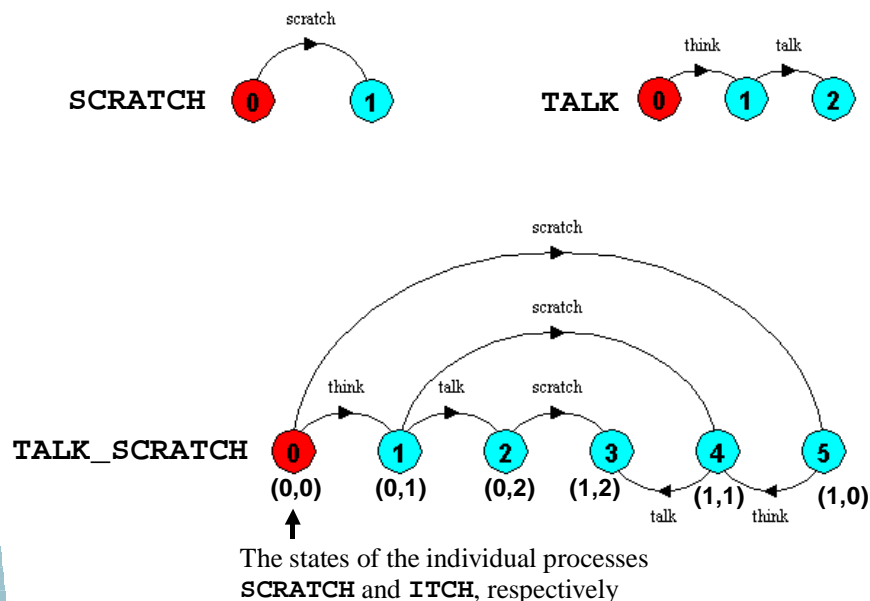 scratch
think talk
SCRATCH 0 1
TALK 0 1 2
scratch
scratch
think talk scratch
TALK_SCRATCH 0 1 2 3 4 5
(0,0) (0,1) (0,2) (1,2) (1,1) (1,0)
talk think
The states of the individual processes
SCRATCH and ITCH, respectively